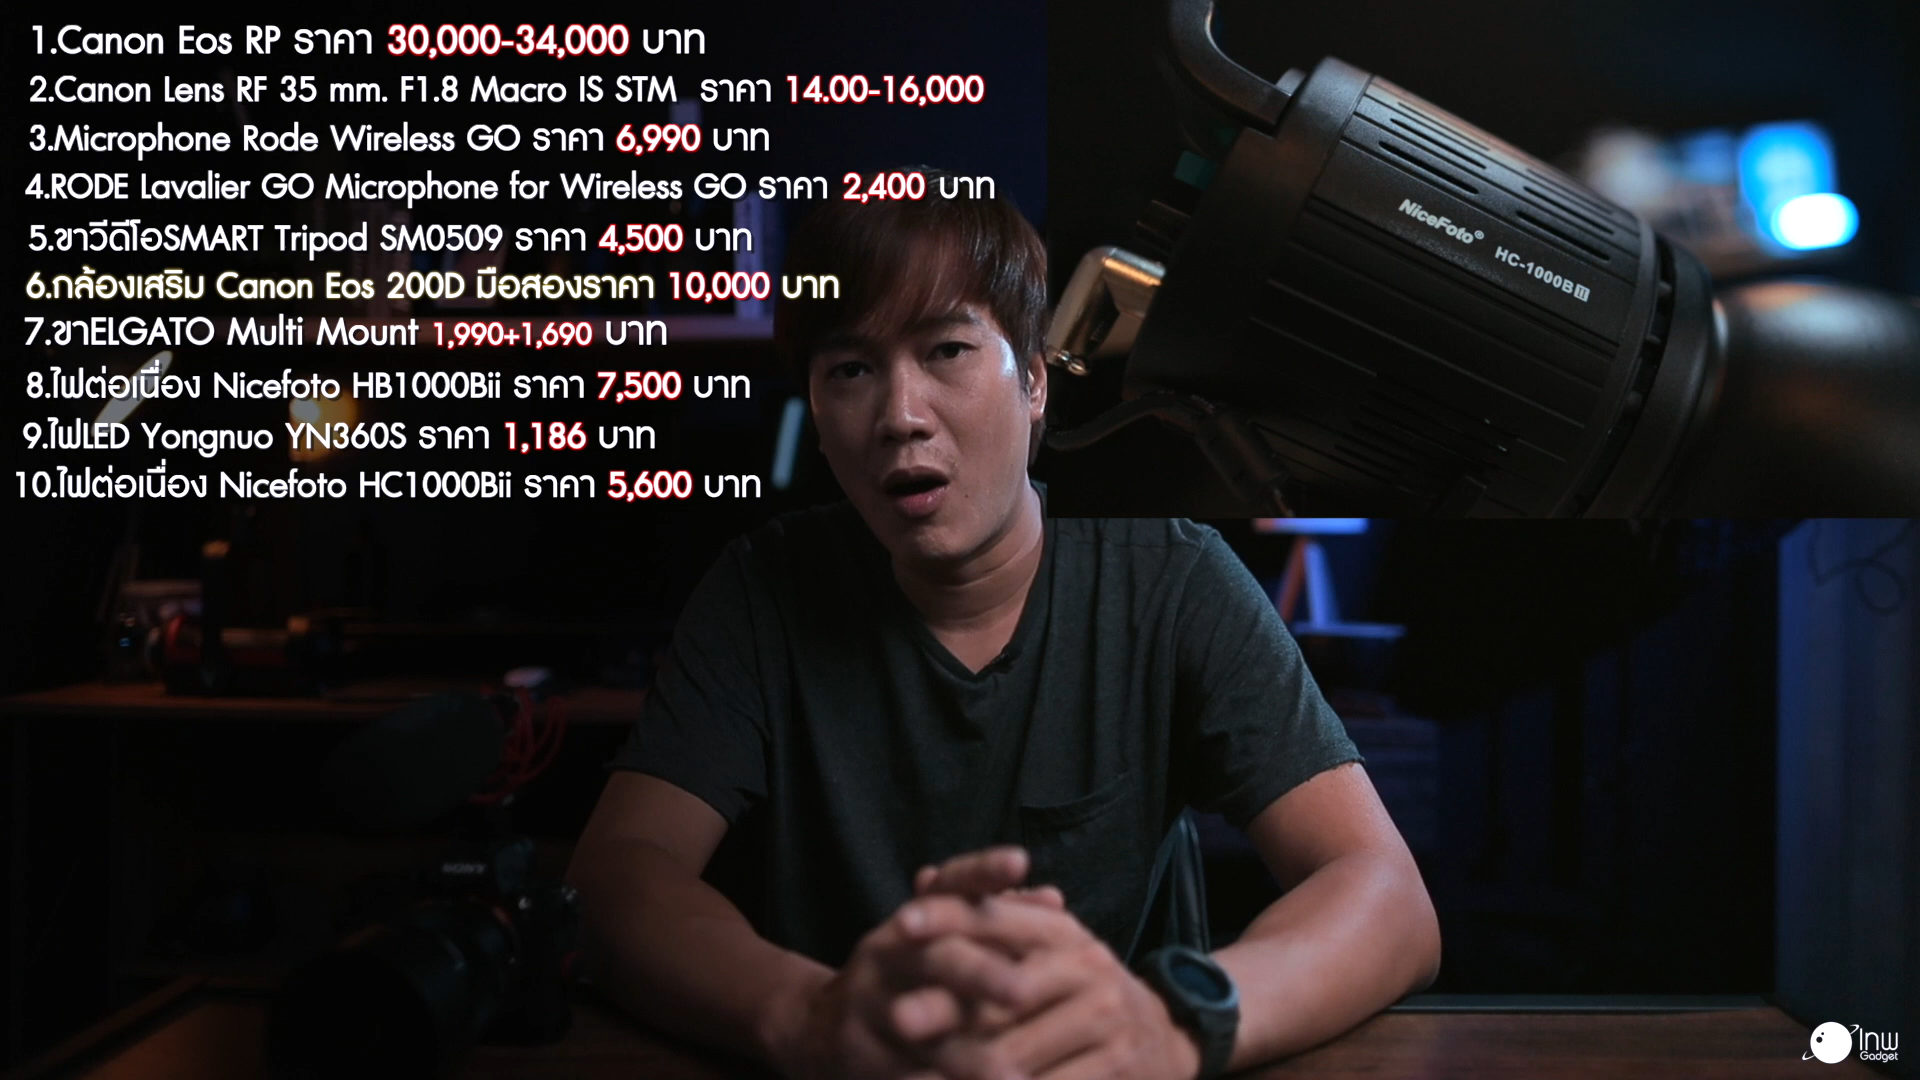 1.Canon Eos RP ราคา 30,000-34,000 บาท
2.Canon Lens RF 35 mm. F1.8 Macro IS STM ราคา 14.00-16,000
3.Microphone Rode Wireless GO ราคา 6,990 บาท
4.RODE Lavalier GO Microphone for Wireless GO ราคา 2,400 บาท
5.ขาวีดีโอSMART Tripod SM0509 ราคา 4,500 บาท
6.กล้องเสริม Canon Eos 200D มือสองราคา 10,000 บาท
7.ขาELGATO Multi Mount 1,990+1,690 บาท
8.ไฟต่อเนื่อง Nicefoto HB1000Bii ราคา 7,500 บาท
9.ไฟLED Yongnuo YN360S ราคา 1,186 บาท
10.ไฟต่อเนื่อง Nicefoto HC1000Bii ราคา 5,600 บาท
NiceFoto® HC-1000BII
เทพ
Gadget